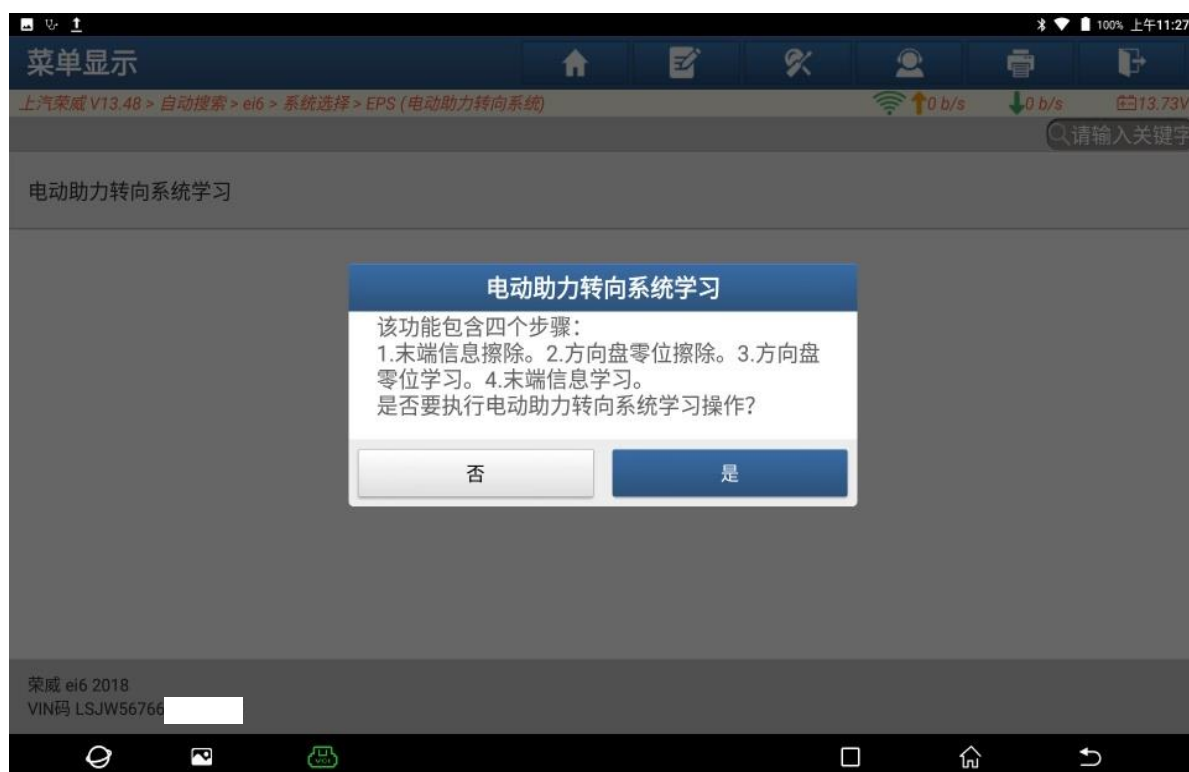 100% 上午11:27
菜单显示
上汽荣威 V13.48 > 自动搜索 > ei6 > 系统选择 > EPS (电动助力转向系统) 0 b/s 0 b/s 13.73V
请输入关键字
电动助力转向系统学习
电动助力转向系统学习
该功能包含四个步骤：
1.末端信息擦除。2.方向盘零位擦除。3.方向盘
零位学习。4.末端信息学习。
是否要执行电动助力转向系统学习操作？
否 是
荣威 ei6 2018
VIN码 LSJW56766
VCI